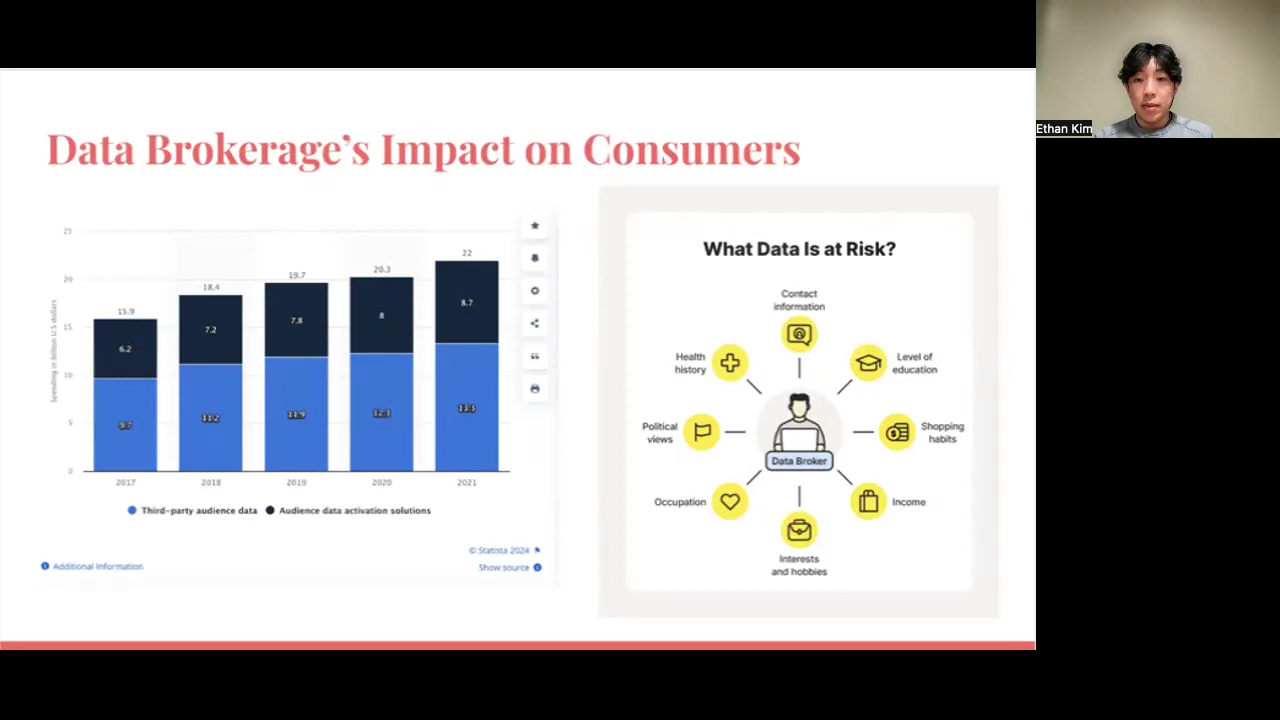 Data Brokerage's Impact on Consumers
Ethan Kim
25
20
15
10
5
0
Spending in billion U.S dollars
15.9
6.2
9.7
18.4
7.2
11.2
19.7
7.8
11.9
20.3
8
12.3
22
8.7
13.3
2017
2018
2019
2020
2021
Third-party audience data
Audience data activation solutions
© Statista 2024
Additional Information
Show source
What Data Is at Risk?
Contact
information
Health
history
Level of
education
Political
views
Shopping
habits
Data Broker
Occupation
Income
Interests
and hobbies